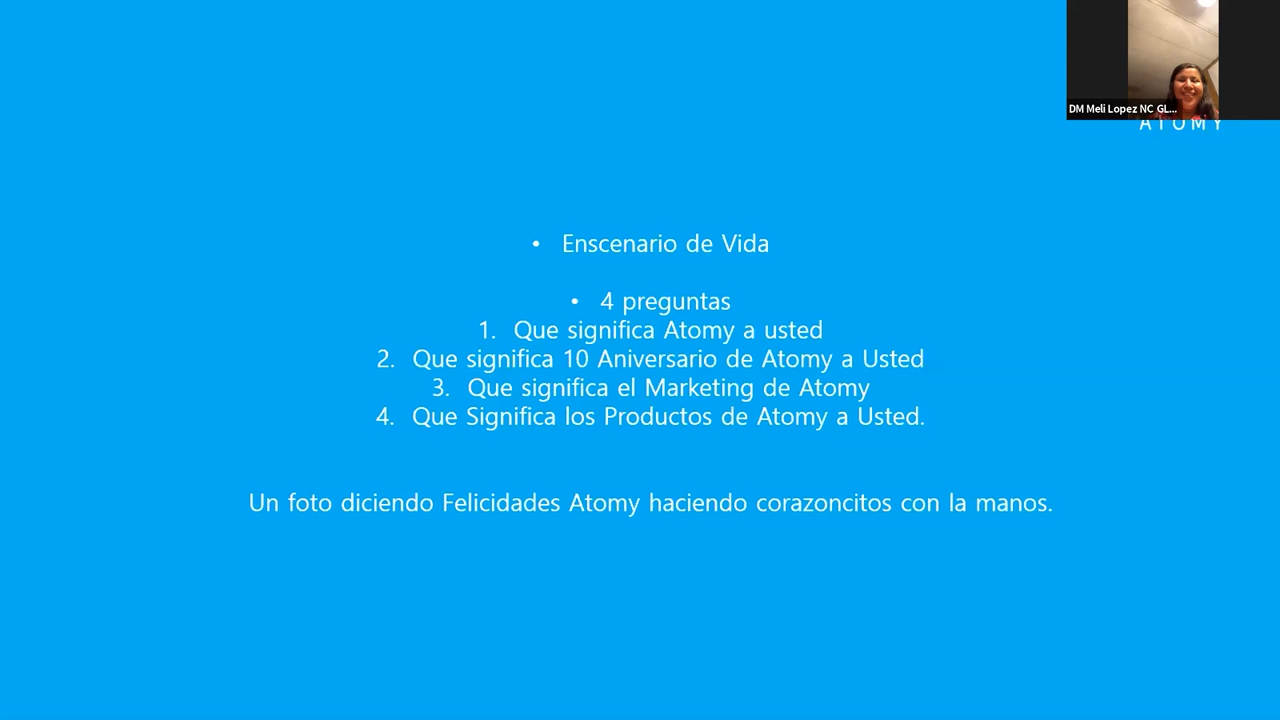 DM Meli Lopez NC GL...
ATOMY
• Enscenario de Vida
• 4 preguntas
1. Que significa Atomy a usted
2. Que significa 10 Aniversario de Atomy a Usted
3. Que significa el Marketing de Atomy
4. Que Significa los Productos de Atomy a Usted.
Un foto diciendo Felicidades Atomy haciendo corazoncitos con la manos.